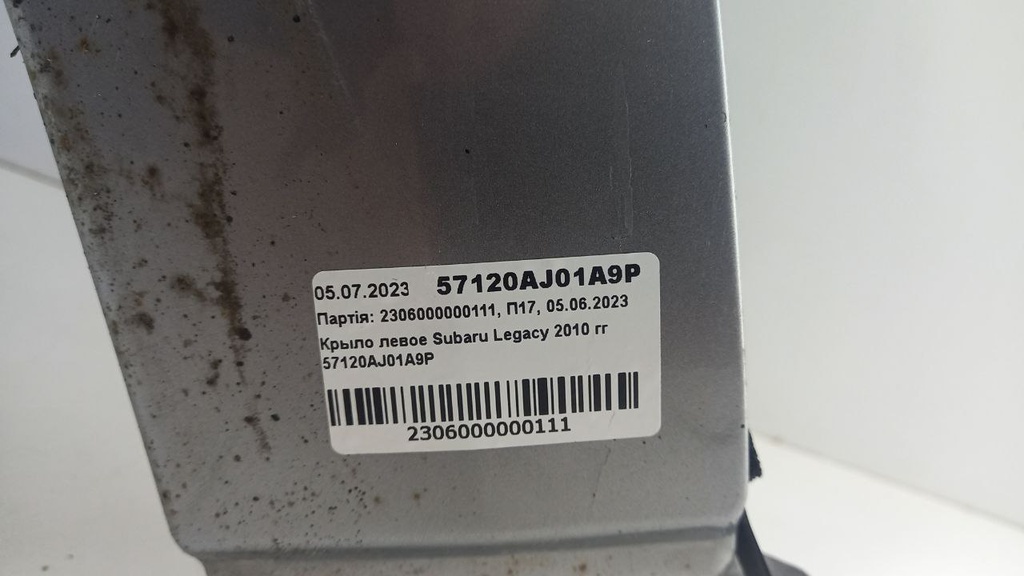 05.07.2023 57120AJ01A9P
Партія: 2306000000111, П17, 05.06.2023
Крыло левое Subaru Legacy 2010 гг
57120AJ01A9P
2306000000111